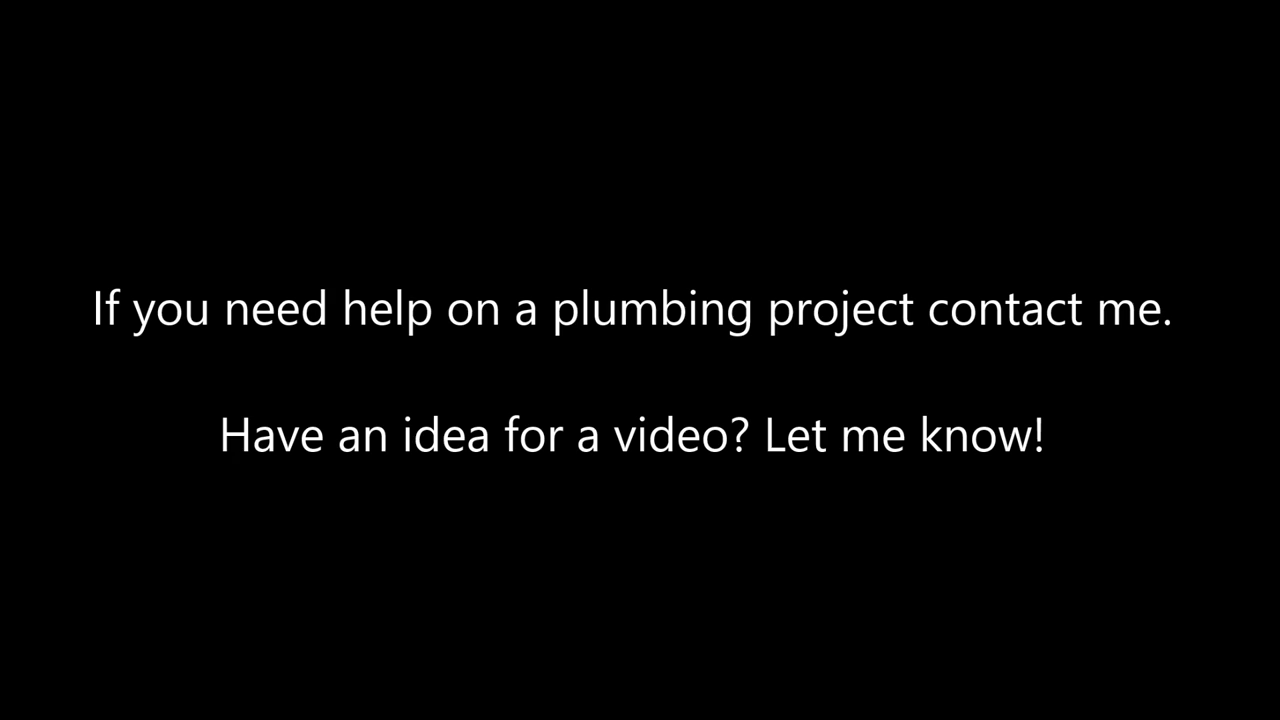 If you need help on a plumbing project contact me.
Have an idea for a video? Let me know!